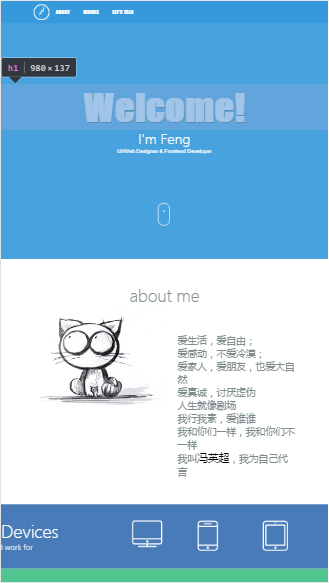 ABOUT WORKS LET'S TALK
h1 980 × 137
Welcome!
I'm Feng
UI/Web Designer & Frontend Developer
about me
爱生活，爱自由；
爱感动，不爱冷漠；
爱家人，爱朋友，也爱大自
然
爱真诚，讨厌虚伪
人生就像剧场
我行我素，爱谁谁
我和你们一样，我和你们不
一样
我叫冯英超，我为自己代
言
Devices
I work for